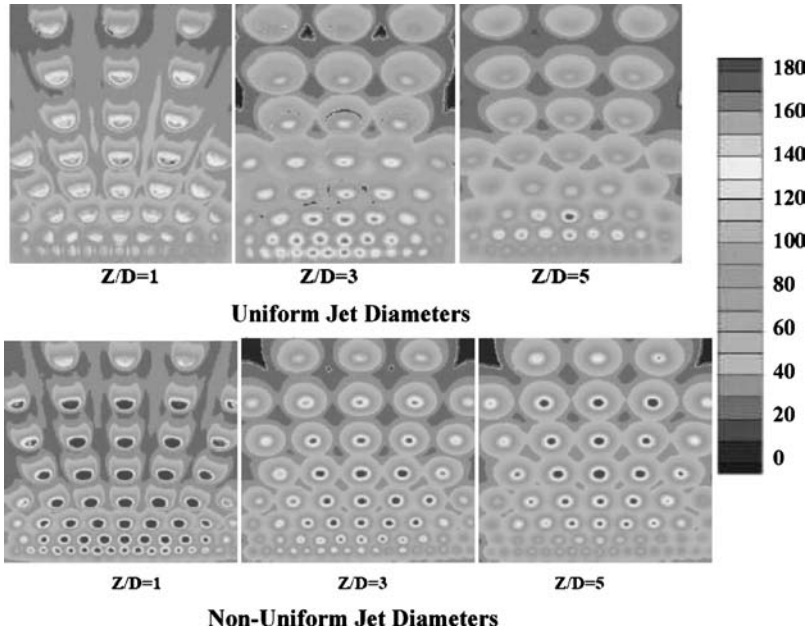 Z/D=1 Z/D=3 Z/D=5
Uniform Jet Diameters
180
160
140
120
100
80
60
40
20
0
Z/D=1 Z/D=3 Z/D=5
Non-Uniform Jet Diameters